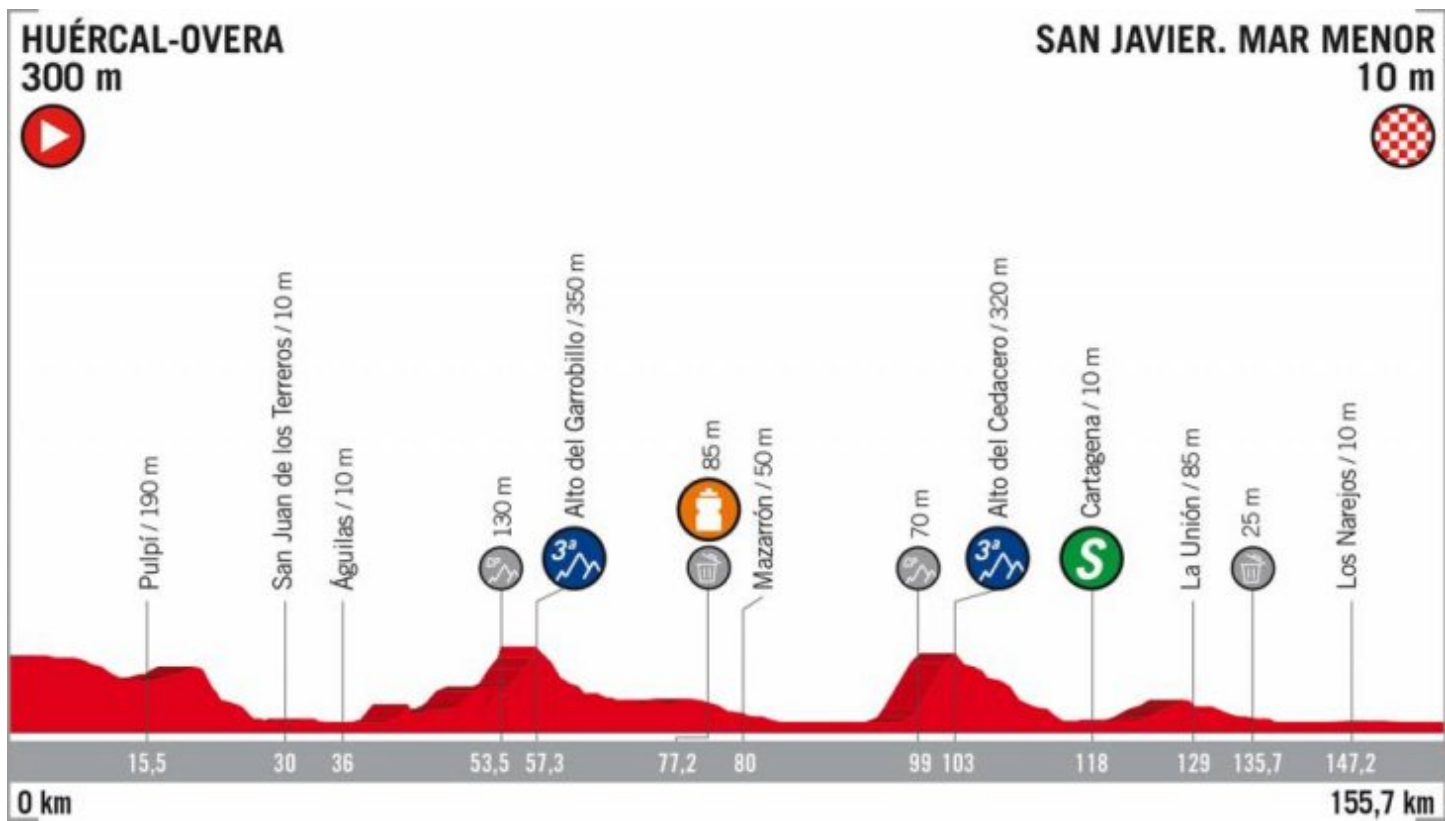 HUÉRCAL-OVERA
300 m
SAN JAVIER. MAR MENOR
10 m
Pulpí / 190 m
San Juan de los Terreros / 10 m
Águilas / 10 m
130 m
Alto del Garrobillo / 350 m
3ª
85 m
Mazarrón / 50 m
70 m
Alto del Cedacero / 320 m
3ª
Cartagena / 10 m
S
La Unión / 85 m
25 m
Los Narejos / 10 m
15,5 30 36 53,5 57,3 77,2 80 99 103 118 129 135,7 147,2
0 km
155,7 km